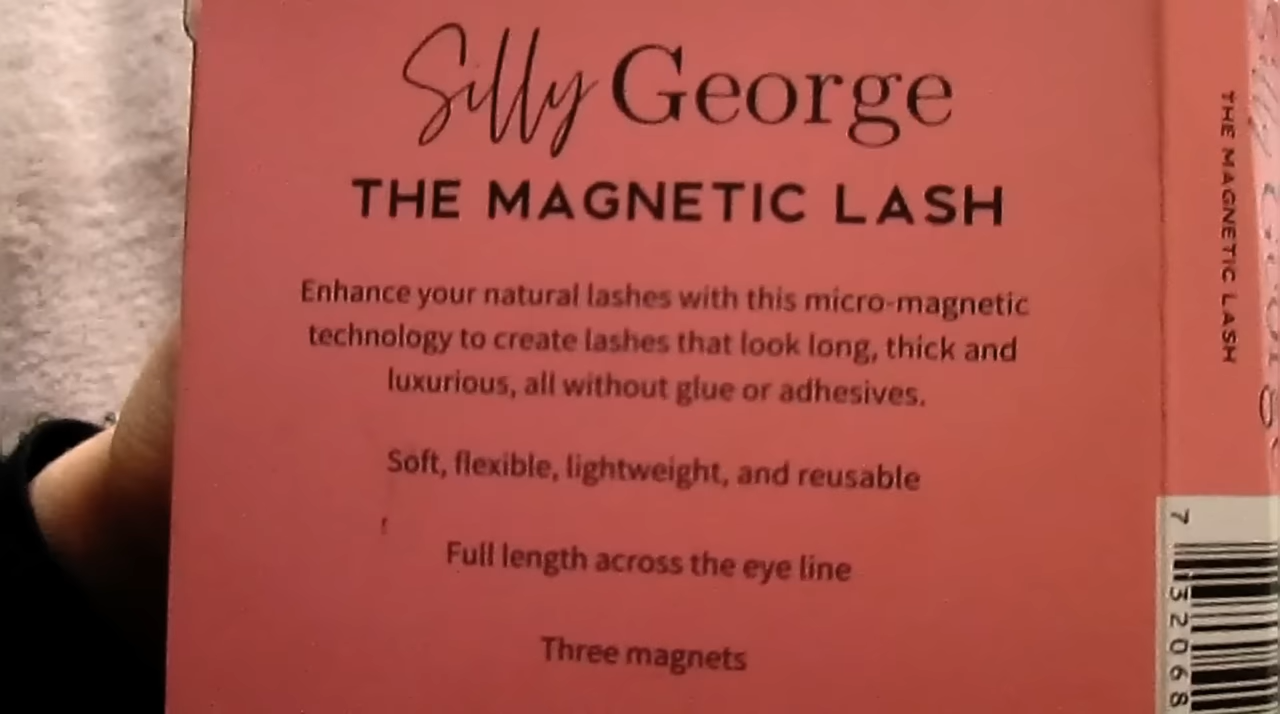 Silly George
THE MAGNETIC LASH
Enhance your natural lashes with this micro-magnetic
technology to create lashes that look long, thick and
luxurious, all without glue or adhesives.
Soft, flexible, lightweight, and reusable
Full length across the eye line
Three magnets
THE MAGNETIC LASH
7 32068